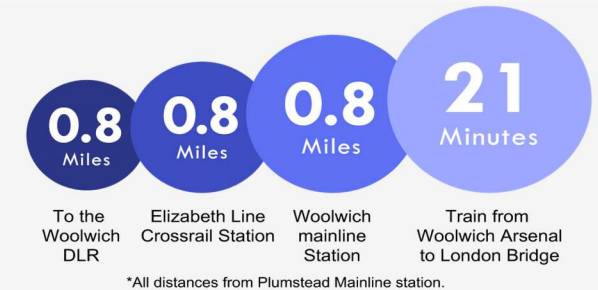 0.8
Miles
0.8
Miles
0.8
Miles
21
Minutes
To the
Woolwich
DLR
Elizabeth Line
Crossrail Station
Woolwich
mainline
Station
Train from
Woolwich Arsenal
to London Bridge
*All distances from Plumstead Mainline station.